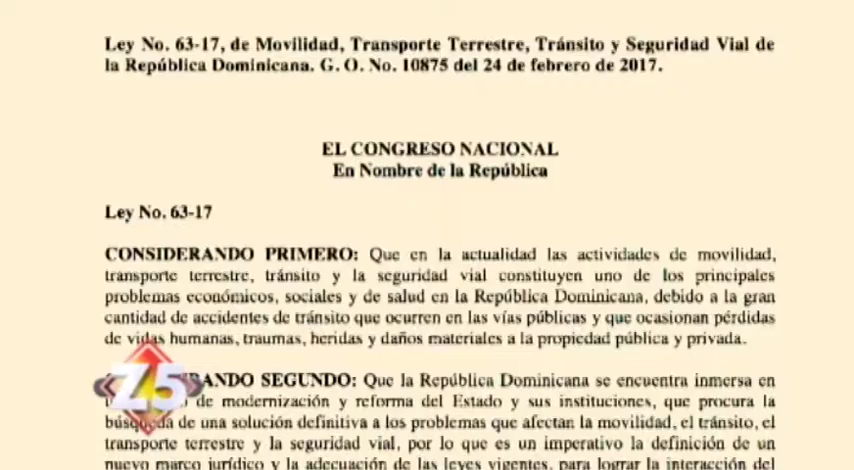 Ley No. 63-17, de Movilidad, Transporte Terrestre, Tránsito y Seguridad Vial de
la República Dominicana. G. O. No. 10875 del 24 de febrero de 2017.
EL CONGRESO NACIONAL
En Nombre de la República
Ley No. 63-17
CONSIDERANDO PRIMERO: Que en la actualidad las actividades de movilidad,
transporte terrestre, tránsito y la seguridad vial constituyen uno de los principales
problemas económicos, sociales y de salud en la República Dominicana, debido a la gran
cantidad de accidentes de tránsito que ocurren en las vías públicas y que ocasionan pérdidas
de vidas humanas, traumas, heridas y daños materiales a la propiedad pública y privada.
ANDO SEGUNDO: Que la República Dominicana se encuentra inmersa en
de modernización y reforma del Estado y sus instituciones, que procura la
búsqueda de una solución definitiva a los problemas que afectan la movilidad, el tránsito, el
transporte terrestre y la seguridad vial, por lo que es un imperativo la definición de un
nuevo marco jurídico y la adecuación de las leyes vigentes, para lograr la interacción del
Z5